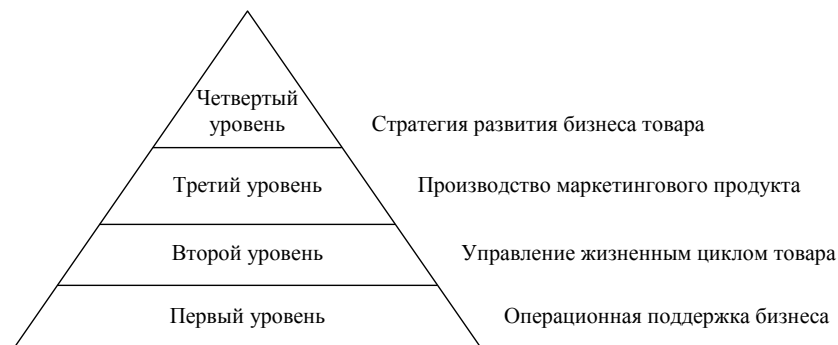 Четвертый
уровень
Стратегия развития бизнеса товара
Третий уровень
Производство маркетингового продукта
Второй уровень
Управление жизненным циклом товара
Первый уровень
Операционная поддержка бизнеса